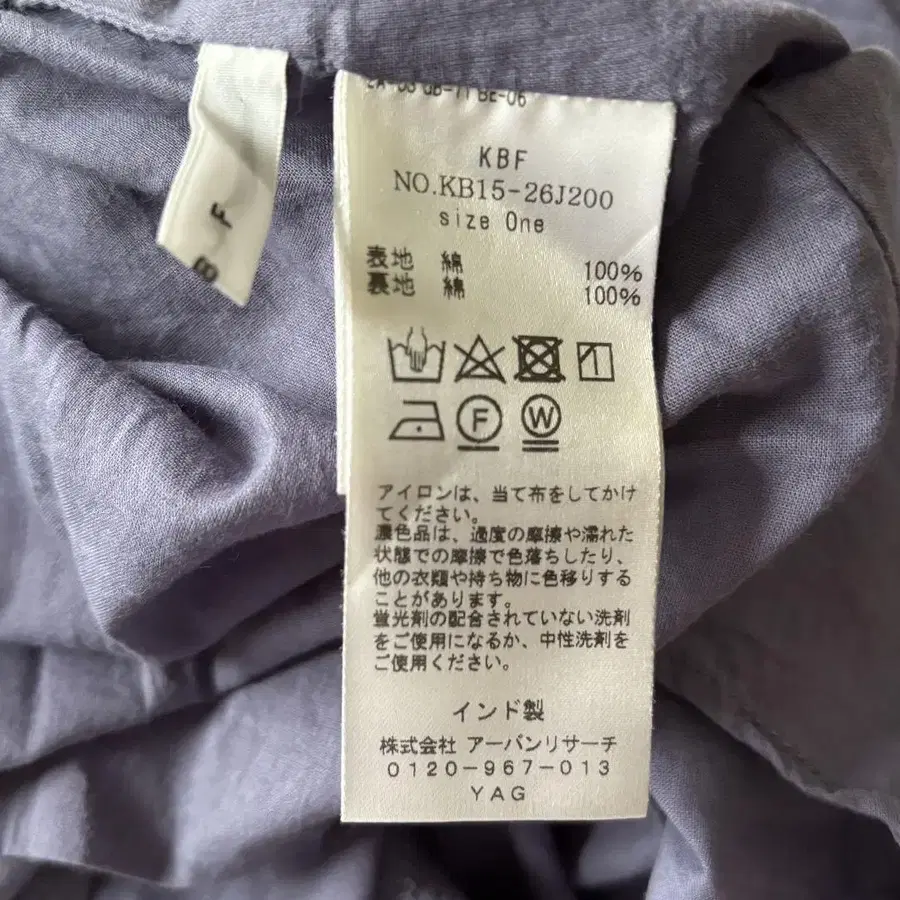 F
B
KBF
NO.KB15-26J200
size One
表地 綿 100%
裏地 綿 100%
F W
アイロンは、当て布をしてかけ
てください。
濃色品は、過度の摩擦や濡れた
状態での摩擦で色落ちしたり、
他の衣類や持ち物に色移りする
ことがあります。
蛍光剤の配合されていない洗剤
をご使用になるか、中性洗剤を
ご使用ください。
インド製
株式会社 アーバンリサーチ
0120-967-013
YAG